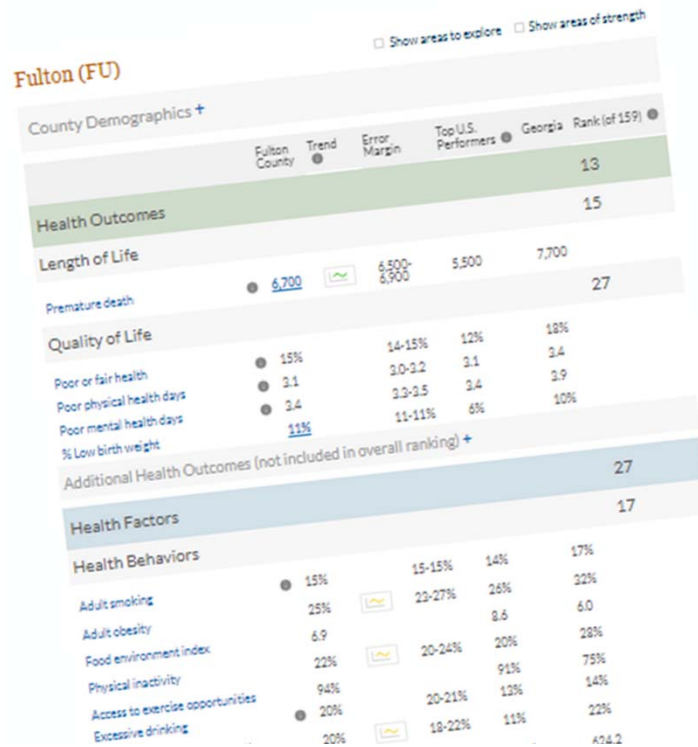 Show areas to explore Show areas of strength
Fulton (FU)
County Demographics +
Fulton County Trend Error Margin Top U.S. Performers Georgia Rank (of 159)
Health Outcomes 13
Length of Life 15
Premature death 6,700 6,500-6,900 5,500 7,700
Quality of Life 27
Poor or fair health 15% 14-15% 12% 18%
Poor physical health days 3.1 3.0-3.2 3.1 3.4
Poor mental health days 3.4 3.3-3.5 3.4 3.9
% Low birth weight 11% 11-11% 6% 10%
Additional Health Outcomes (not included in overall ranking) +
Health Factors 27
Health Behaviors 17
Adult smoking 15% 15-15% 14% 17%
Adult obesity 25% 23-27% 26% 32%
Food environment index 6.9 8.6 6.0
Physical inactivity 22% 20-24% 20% 28%
Access to exercise opportunities 94% 91% 75%
Excessive drinking 20% 20-21% 13% 14%
20% 18-22% 11% 22%
624.2